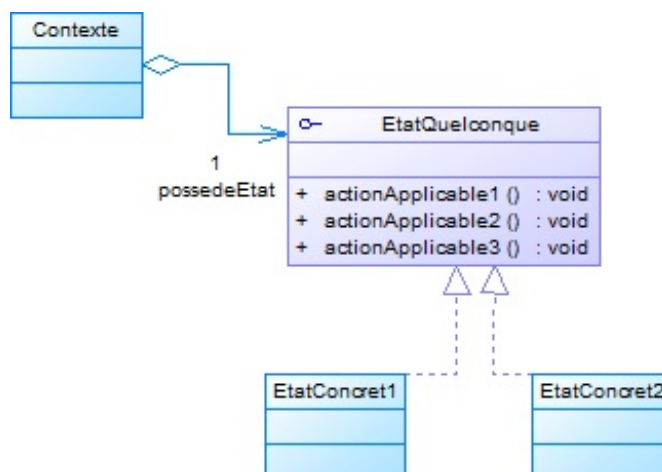 Contexte
EtatQuelconque
1
possedeEtat
+ actionApplicable1 () : void
+ actionApplicable2 () : void
+ actionApplicable3 () : void
EtatConcret1
EtatConcret2